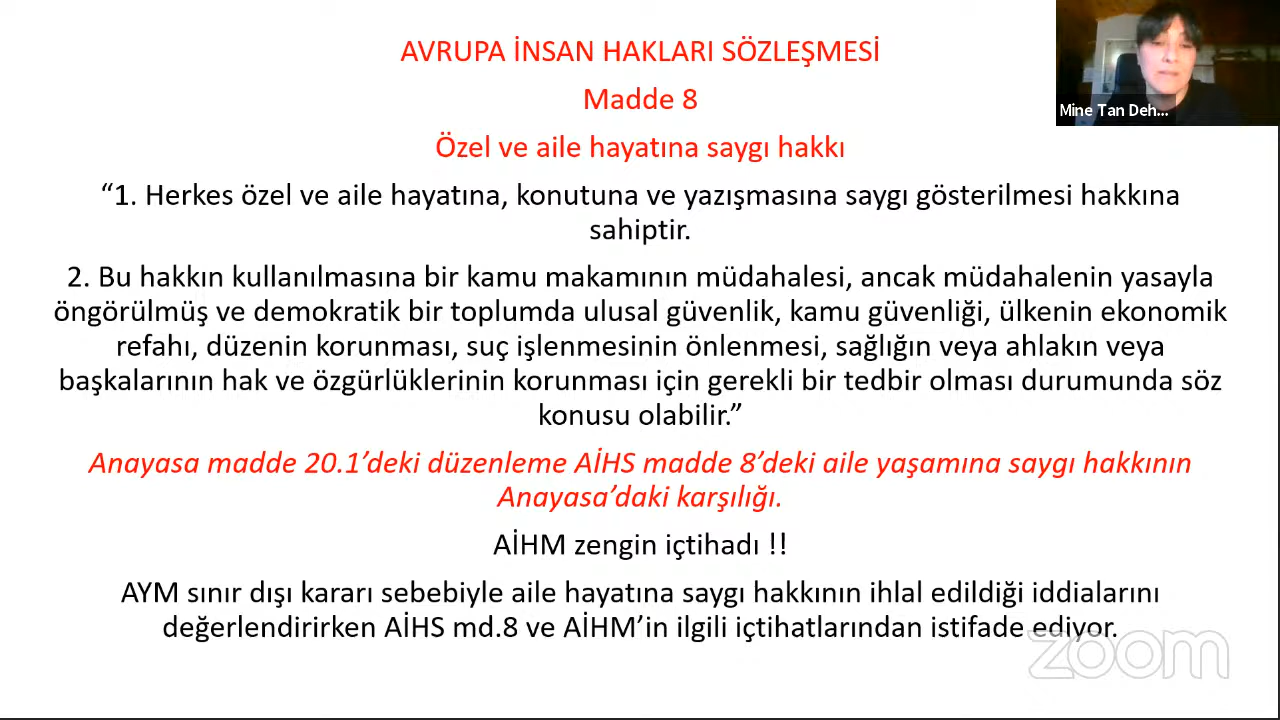 AVRUPA İNSAN HAKLARI SÖZLEŞMESİ
Madde 8
Özel ve aile hayatına saygı hakkı
“1. Herkes özel ve aile hayatına, konutuna ve yazışmasına saygı gösterilmesi hakkına
sahiptir.
2. Bu hakkın kullanılmasına bir kamu makamının müdahalesi, ancak müdahalenin yasayla
öngörülmüş ve demokratik bir toplumda ulusal güvenlik, kamu güvenliği, ülkenin ekonomik
refahı, düzenin korunması, suç işlenmesinin önlenmesi, sağlığın veya ahlakın veya
başkalarının hak ve özgürlüklerinin korunması için gerekli bir tedbir olması durumunda söz
konusu olabilir.”
Anayasa madde 20.1’deki düzenleme AİHS madde 8’deki aile yaşamına saygı hakkının
Anayasa’daki karşılığı.
AİHM zengin içtihadı !!
AYM sınır dışı kararı sebebiyle aile hayatına saygı hakkının ihlal edildiği iddialarını
değerlendirirken AİHS md.8 ve AİHM’in ilgili içtihatlarından istifade ediyor.
Mine Tan Deh...
zoom